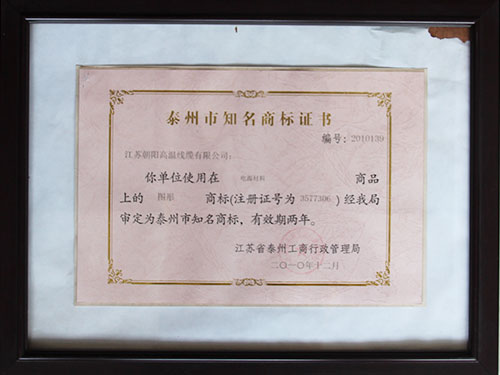 泰州市知名商标证书
编号：2010139
江苏朝阳高温线缆有限公司：
你单位使用在 电源材料 商品
上的 图形 商标(注册证号为 3577306 ) 经我局
审定为泰州市知名商标，有效期两年。
江苏省泰州工商行政管理局
二〇一〇年十二月